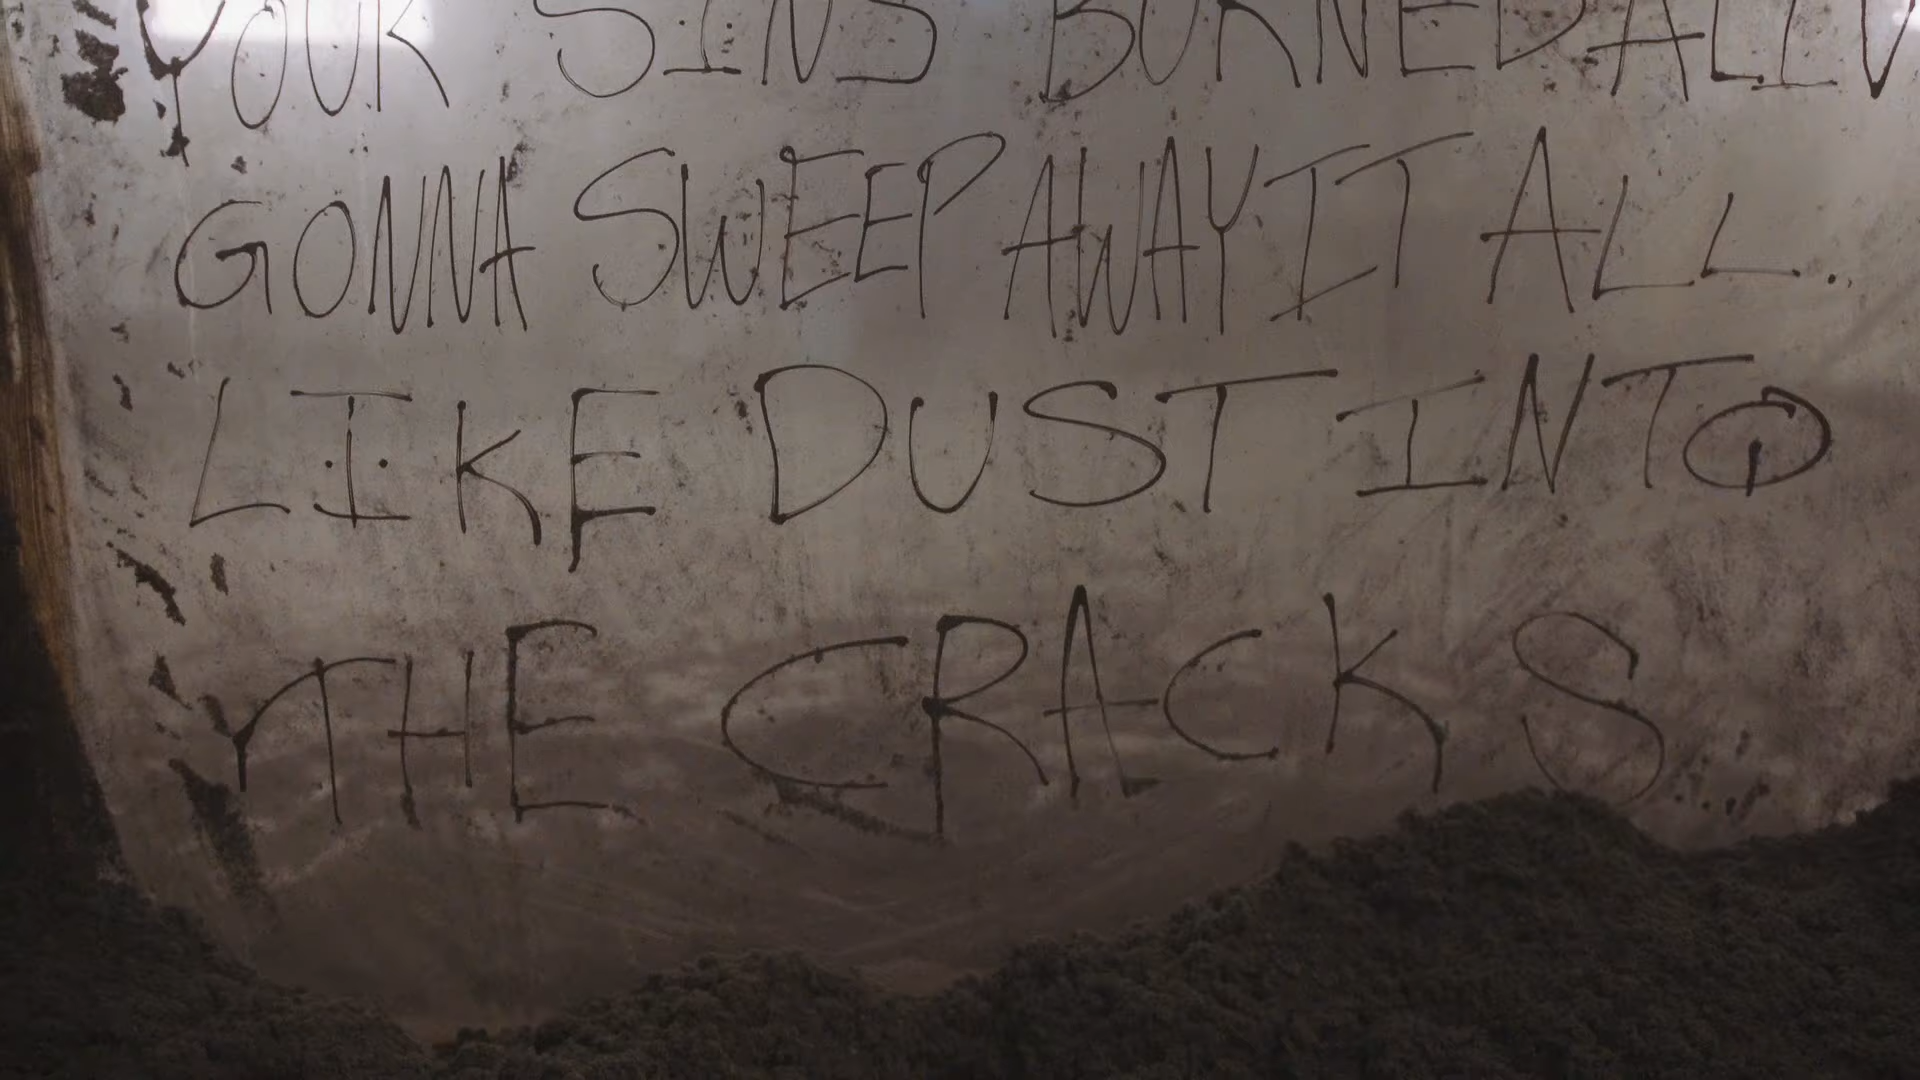 YOUR SINS BURNED ALIV
GONNA SWEEP AWAY IT ALL..
LIKE DUST INTO
THE CRACKS...